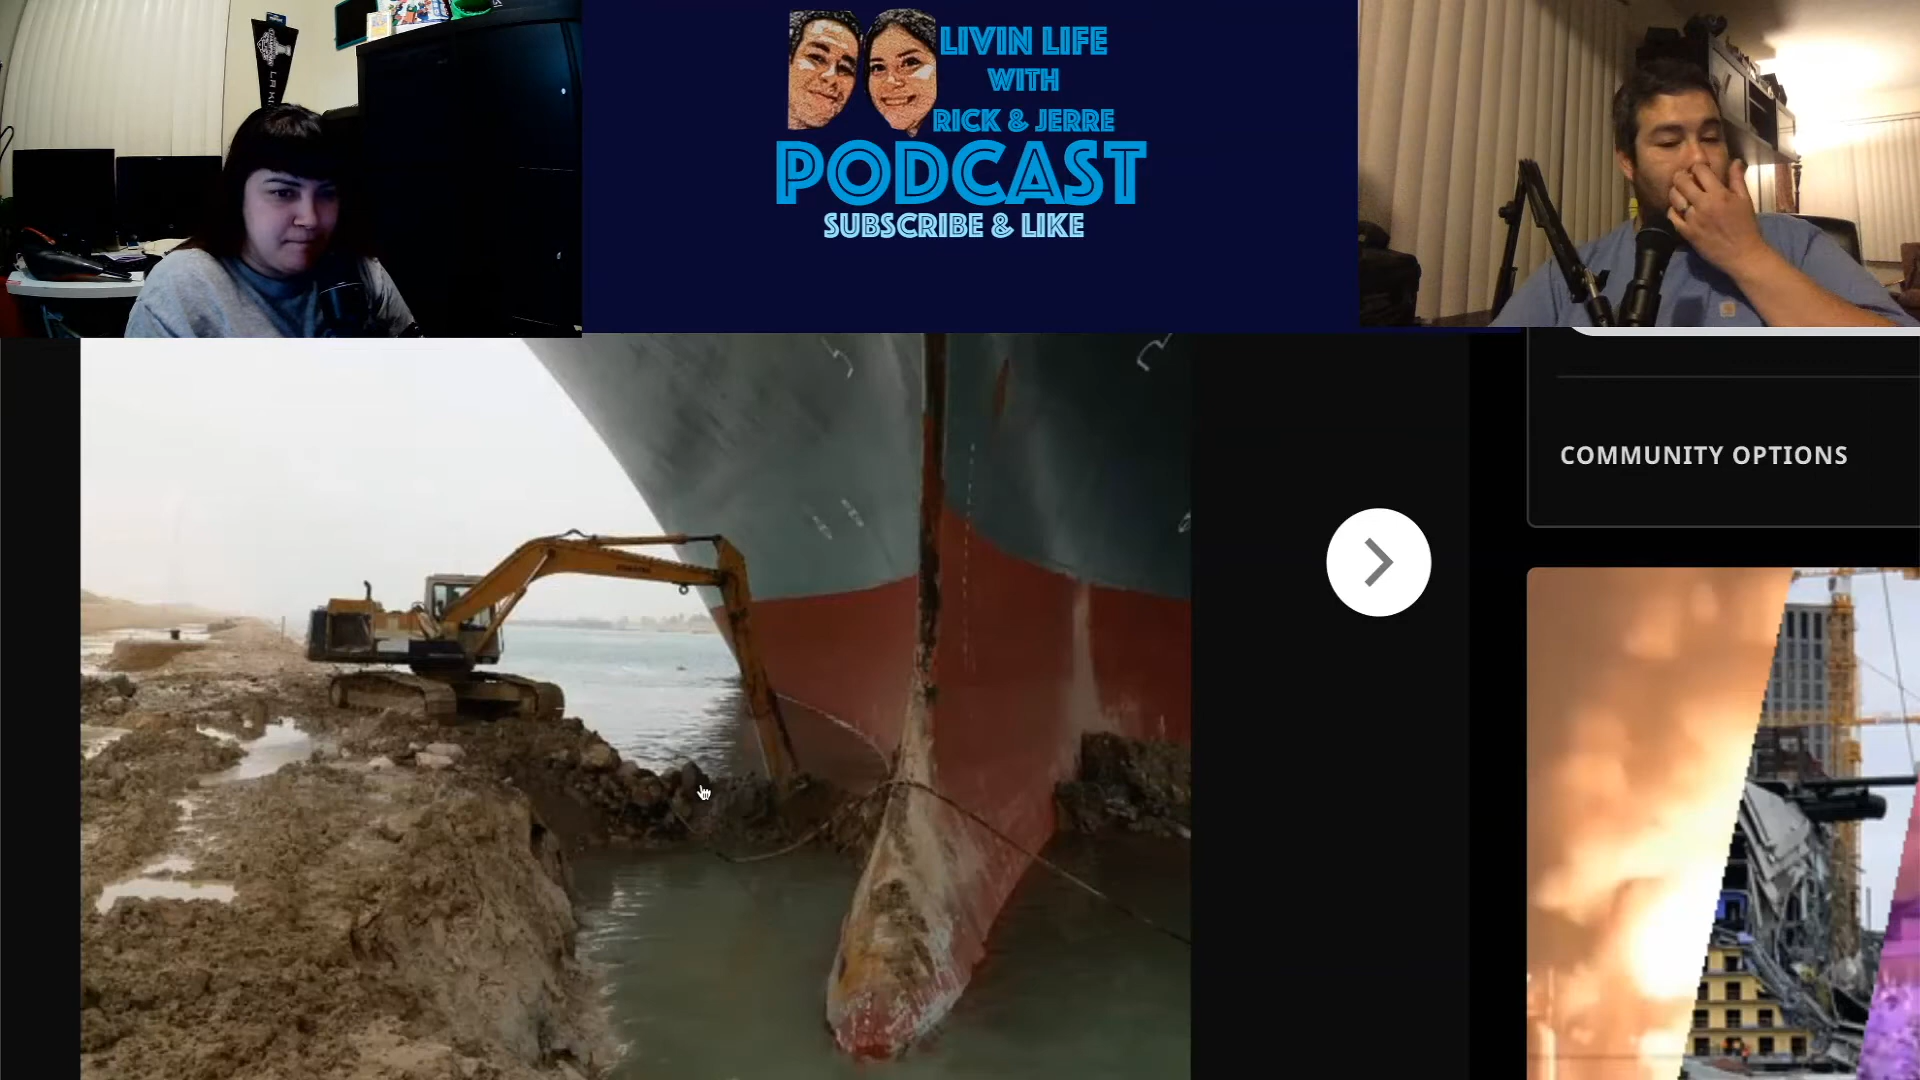 LIVIN LIFE
WITH
RICK & JERRE
PODCAST
SUBSCRIBE & LIKE
COMMUNITY OPTIONS